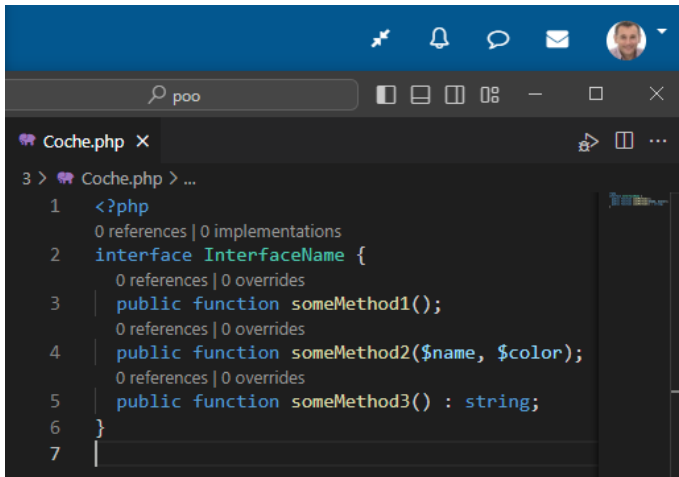 poo
Coche.php
3 > Coche.php > ...
1 <?php
0 references | 0 implementations
2 interface InterfaceName {
0 references | 0 overrides
3 public function someMethod1();
0 references | 0 overrides
4 public function someMethod2($name, $color);
0 references | 0 overrides
5 public function someMethod3() : string;
6 }
7